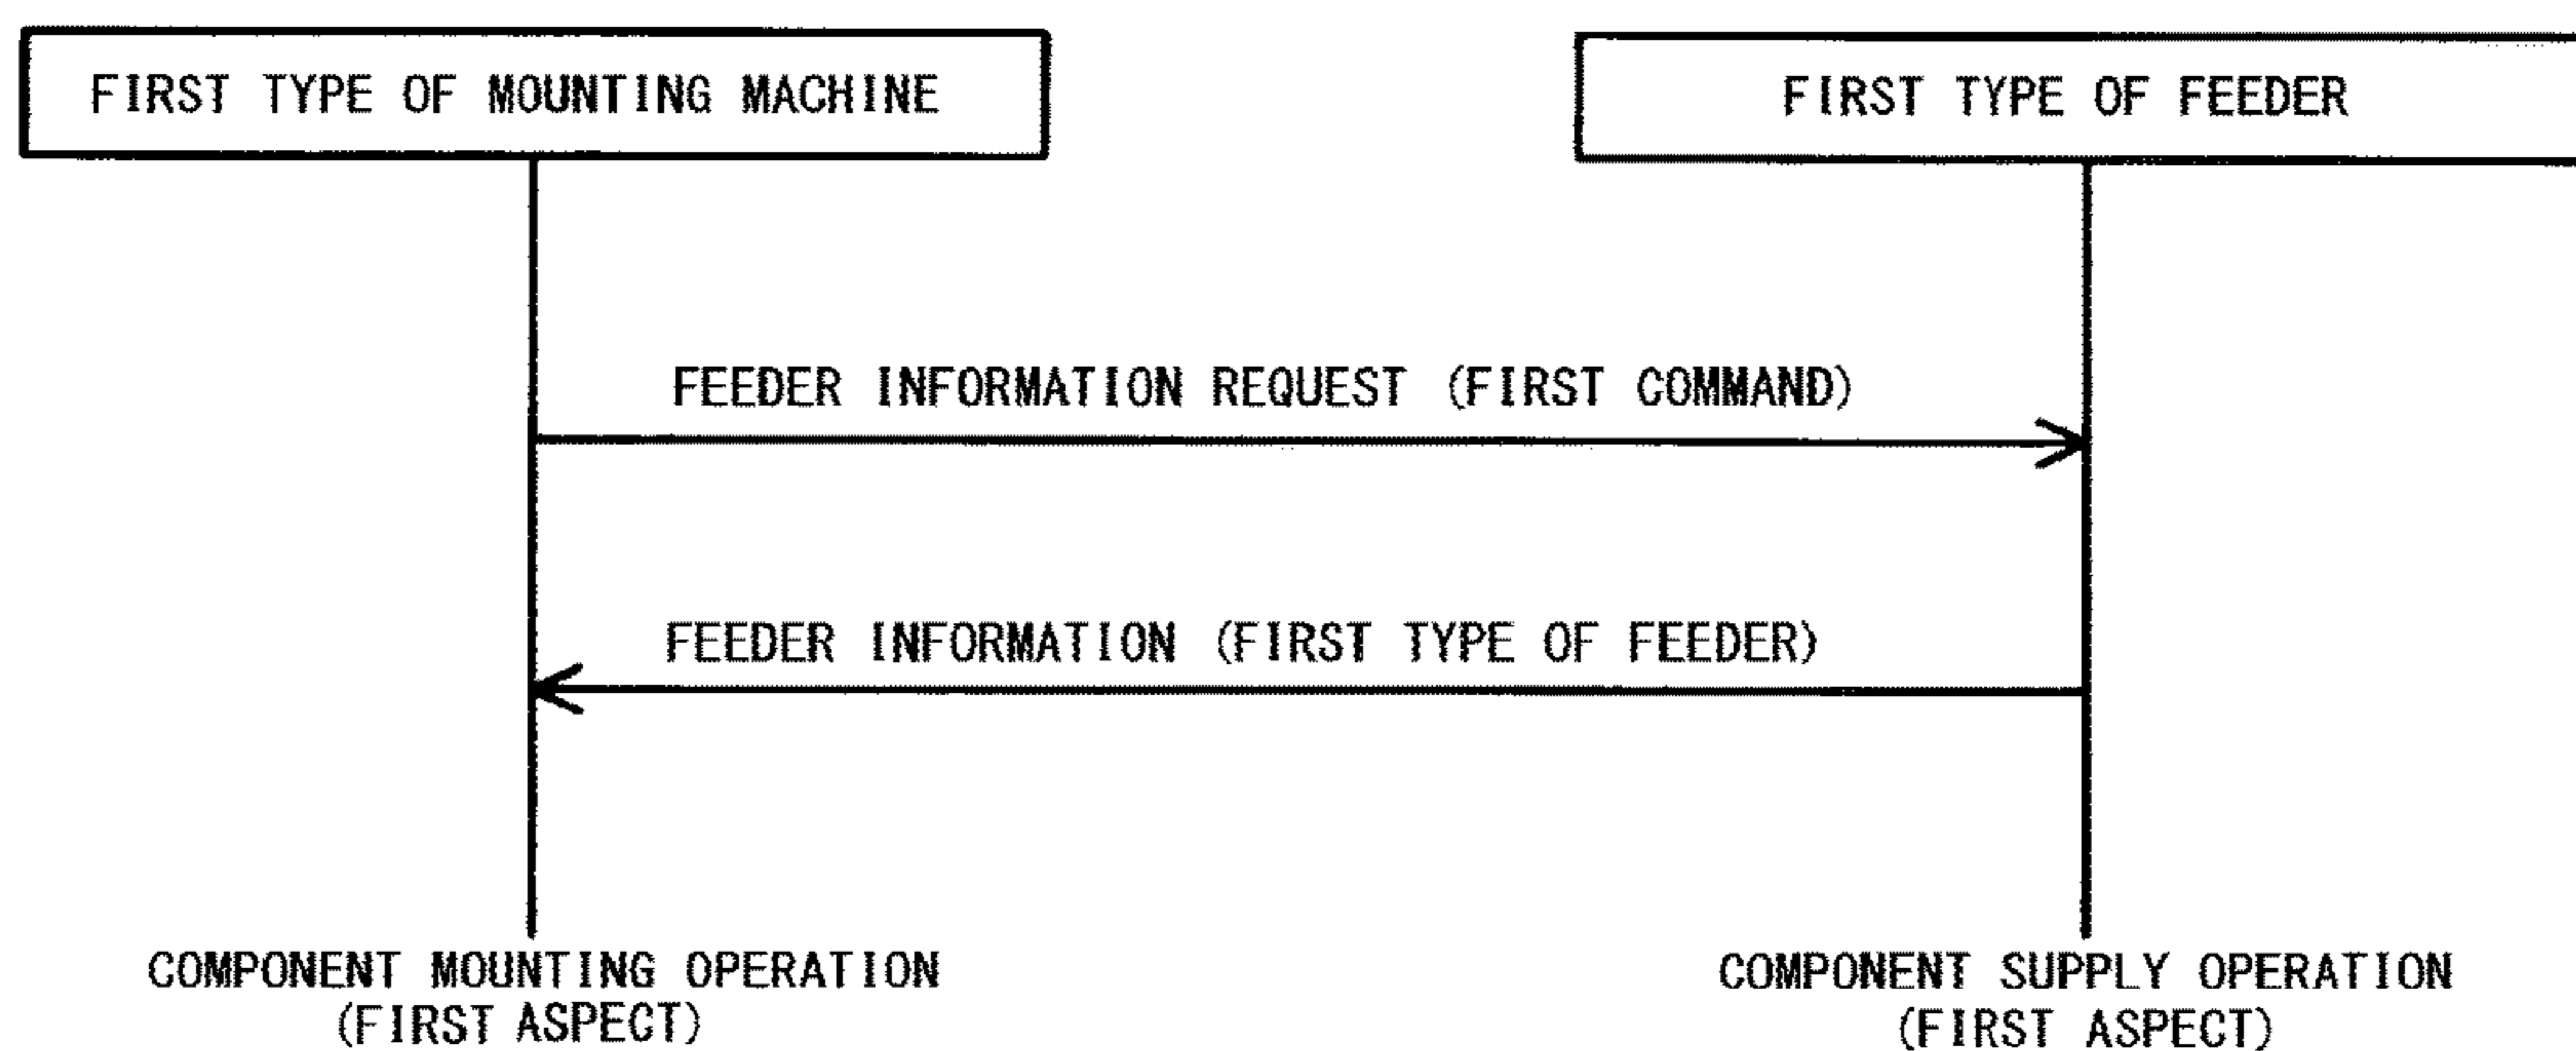 FIRST TYPE OF MOUNTING MACHINE
FIRST TYPE OF FEEDER
FEEDER INFORMATION REQUEST (FIRST COMMAND)
FEEDER INFORMATION (FIRST TYPE OF FEEDER)
COMPONENT MOUNTING OPERATION
(FIRST ASPECT)
COMPONENT SUPPLY OPERATION
(FIRST ASPECT)